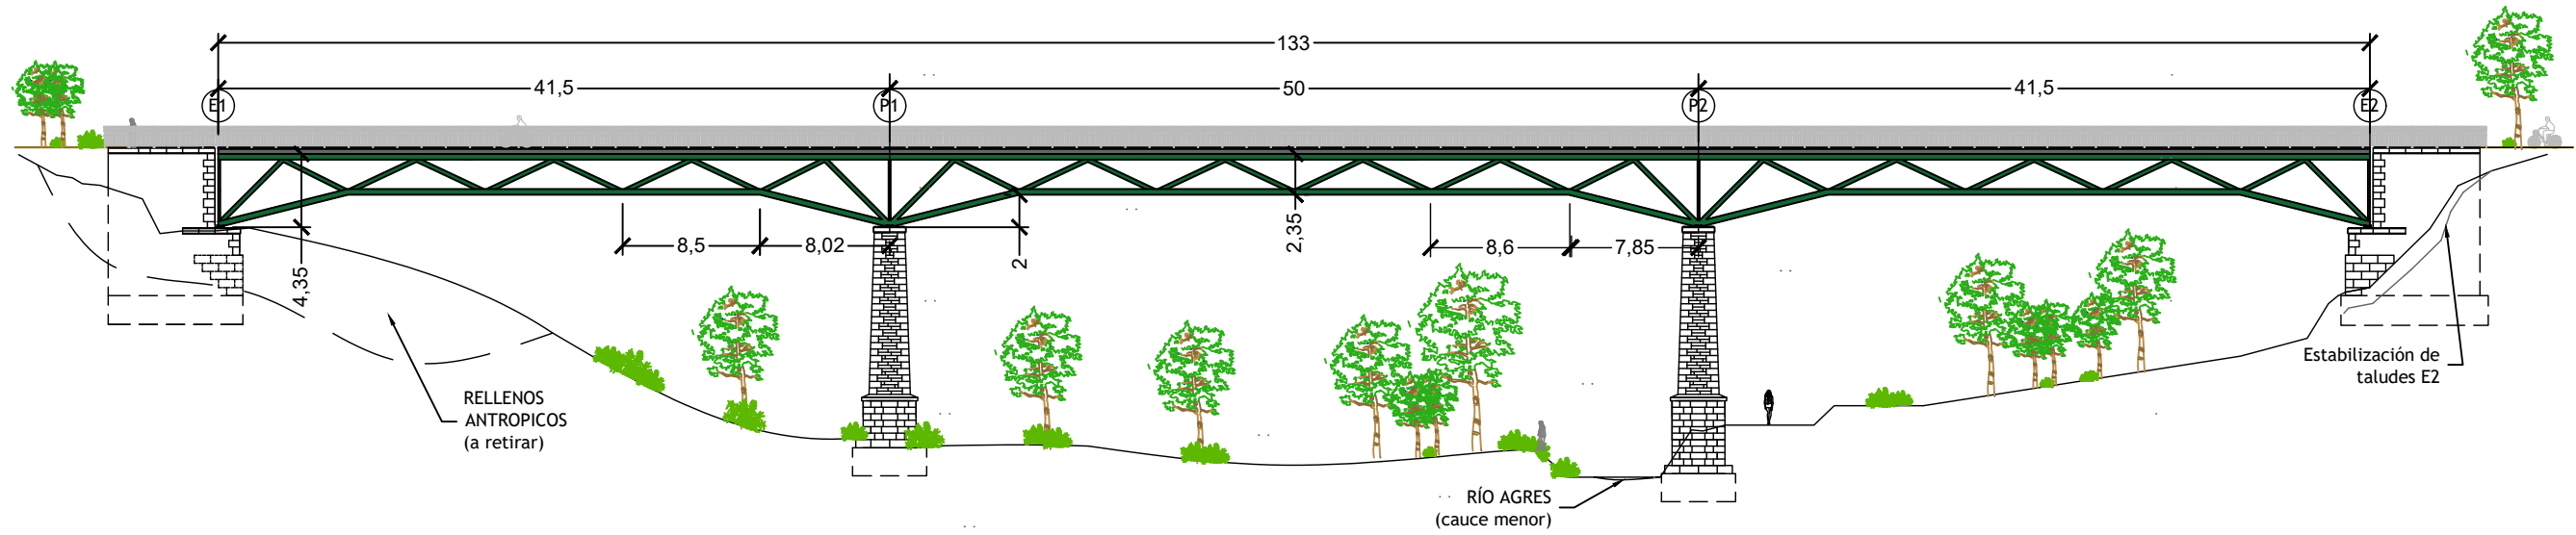 133
41,5
50
41,5
E1
P1
P2
E2
8,5
8,02
2
2,35
8,6
7,85
4,35
RELLENOS
ANTROPICOS
(a retirar)
RÍO AGRES
(cauce menor)
Estabilización de
taludes E2